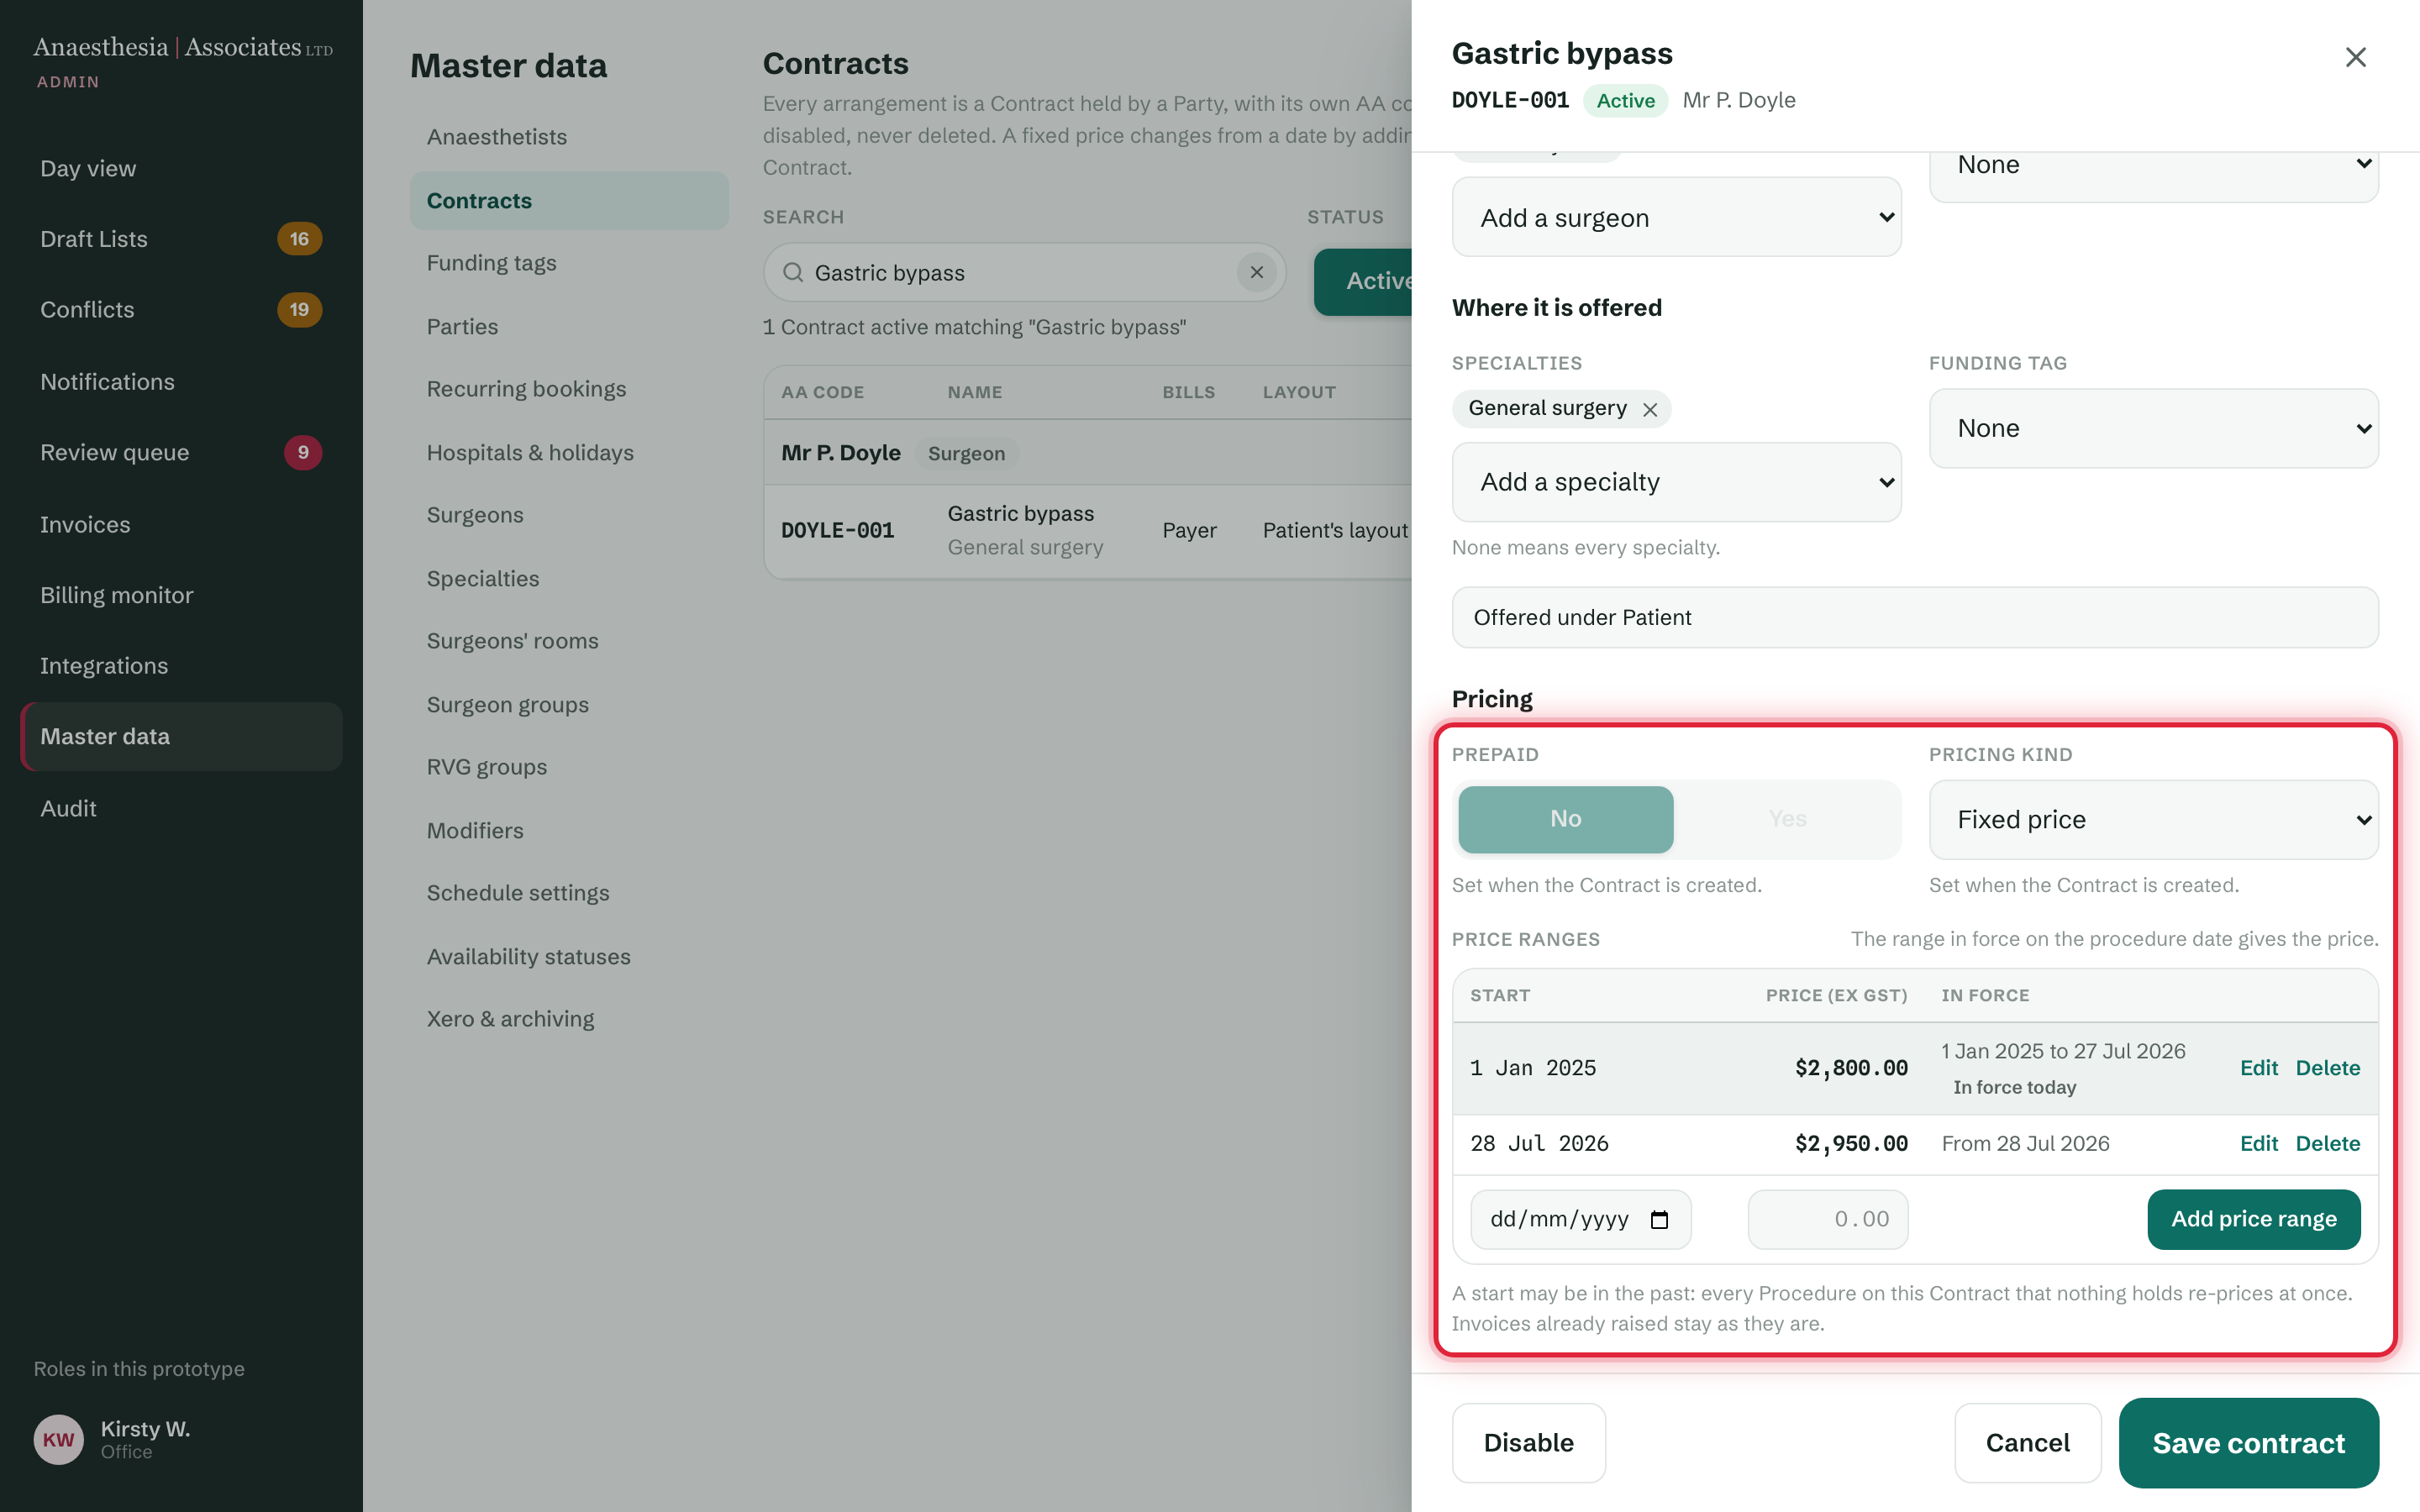 Anaesthesia | Associates LTD
ADMIN
Day view
Draft Lists 16
Conflicts 19
Notifications
Review queue 9
Invoices
Billing monitor
Integrations
Master data
Audit
Roles in this prototype
KW
Kirsty W.
Office
Master data
Anaesthetists
Contracts
Funding tags
Parties
Recurring bookings
Hospitals & holidays
Surgeons
Specialties
Surgeons' rooms
Surgeon groups
RVG groups
Modifiers
Schedule settings
Availability statuses
Xero & archiving
Contracts
Every arrangement is a Contract held by a Party, with its own AA
disabled, never deleted. A fixed price changes from a date by
Contract.
SEARCH STATUS
Gastric bypass Active
1 Contract active matching "Gastric bypass"
AA CODE NAME BILLS LAYOUT
Mr P. Doyle Surgeon
DOYLE-001 Gastric bypass Payer Patient's layout
General surgery
Gastric bypass
DOYLE-001 Active Mr P. Doyle
None
Add a surgeon
Where it is offered
SPECIALTIES FUNDING TAG
General surgery
None
Add a specialty
None means every specialty.
Offered under Patient
Pricing
PREPAID PRICING KIND
No Yes Fixed price
Set when the Contract is created. Set when the Contract is created.
PRICE RANGES The range in force on the procedure date gives the price.
START PRICE (EX GST) IN FORCE
1 Jan 2025 $2,800.00 1 Jan 2025 to 27 Jul 2026 Edit Delete
In force today
28 Jul 2026 $2,950.00 From 28 Jul 2026 Edit Delete
dd/mm/yyyy 0.00 Add price range
A start may be in the past: every Procedure on this Contract that nothing holds re-prices at once.
Invoices already raised stay as they are.
Disable Cancel Save contract